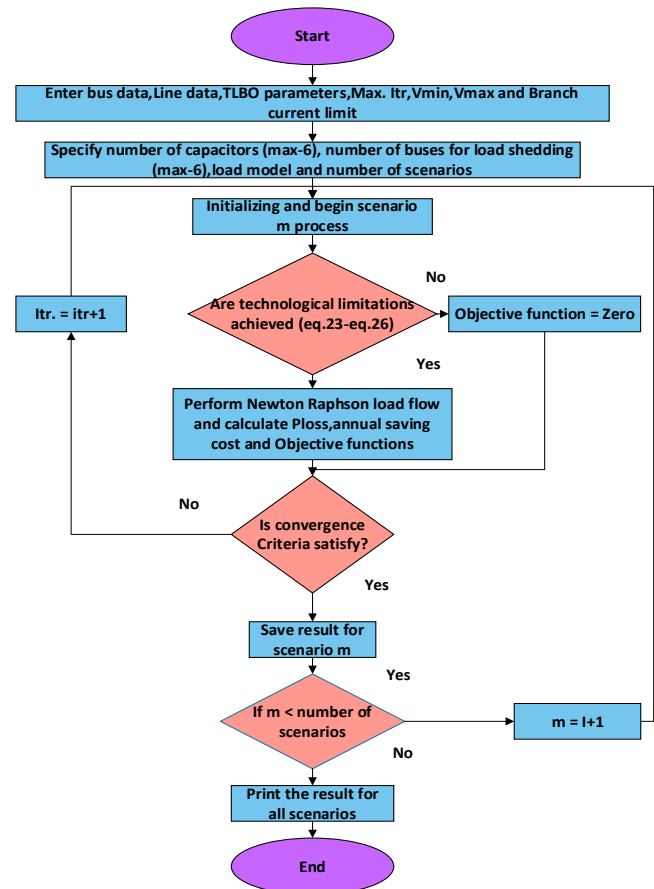 Start
Enter bus data,Line data,TLBO parameters,Max. Itr,Vmin,Vmax and Branch
current limit
Specify number of capacitors (max-6), number of buses for load shedding
(max-6),load model and number of scenarios
Initializing and begin scenario
m process
No
Itr. = itr+1
Are technological limitations
achieved (eq.23-eq.26)
Objective function = Zero
Yes
Perform Newton Raphson load flow
and calculate Ploss,annual saving
cost and Objective functions
No
Is convergence
Criteria satisfy?
Yes
Save result for
scenario m
Yes
If m < number of
scenarios
m = I+1
No
Print the result for
all scenarios
End